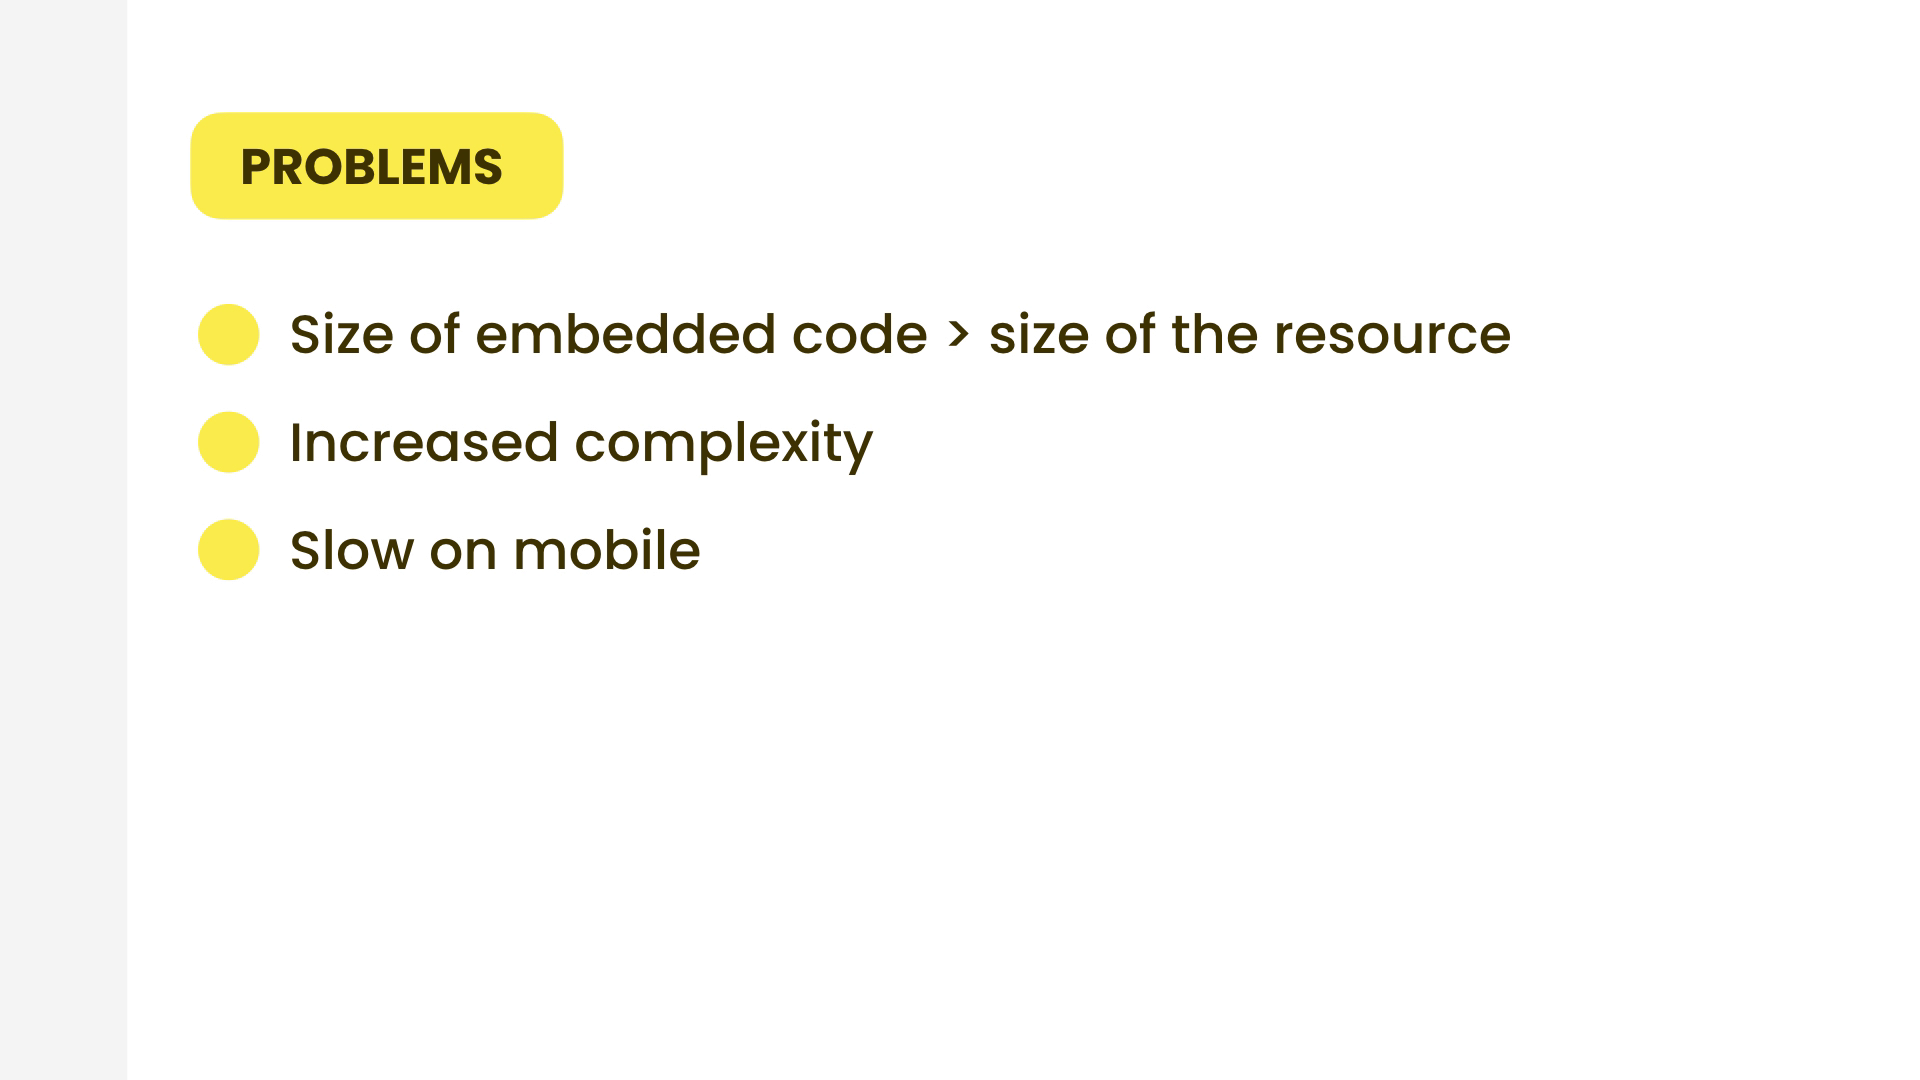 PROBLEMS
Size of embedded code > size of the resource
Increased complexity
Slow on mobile